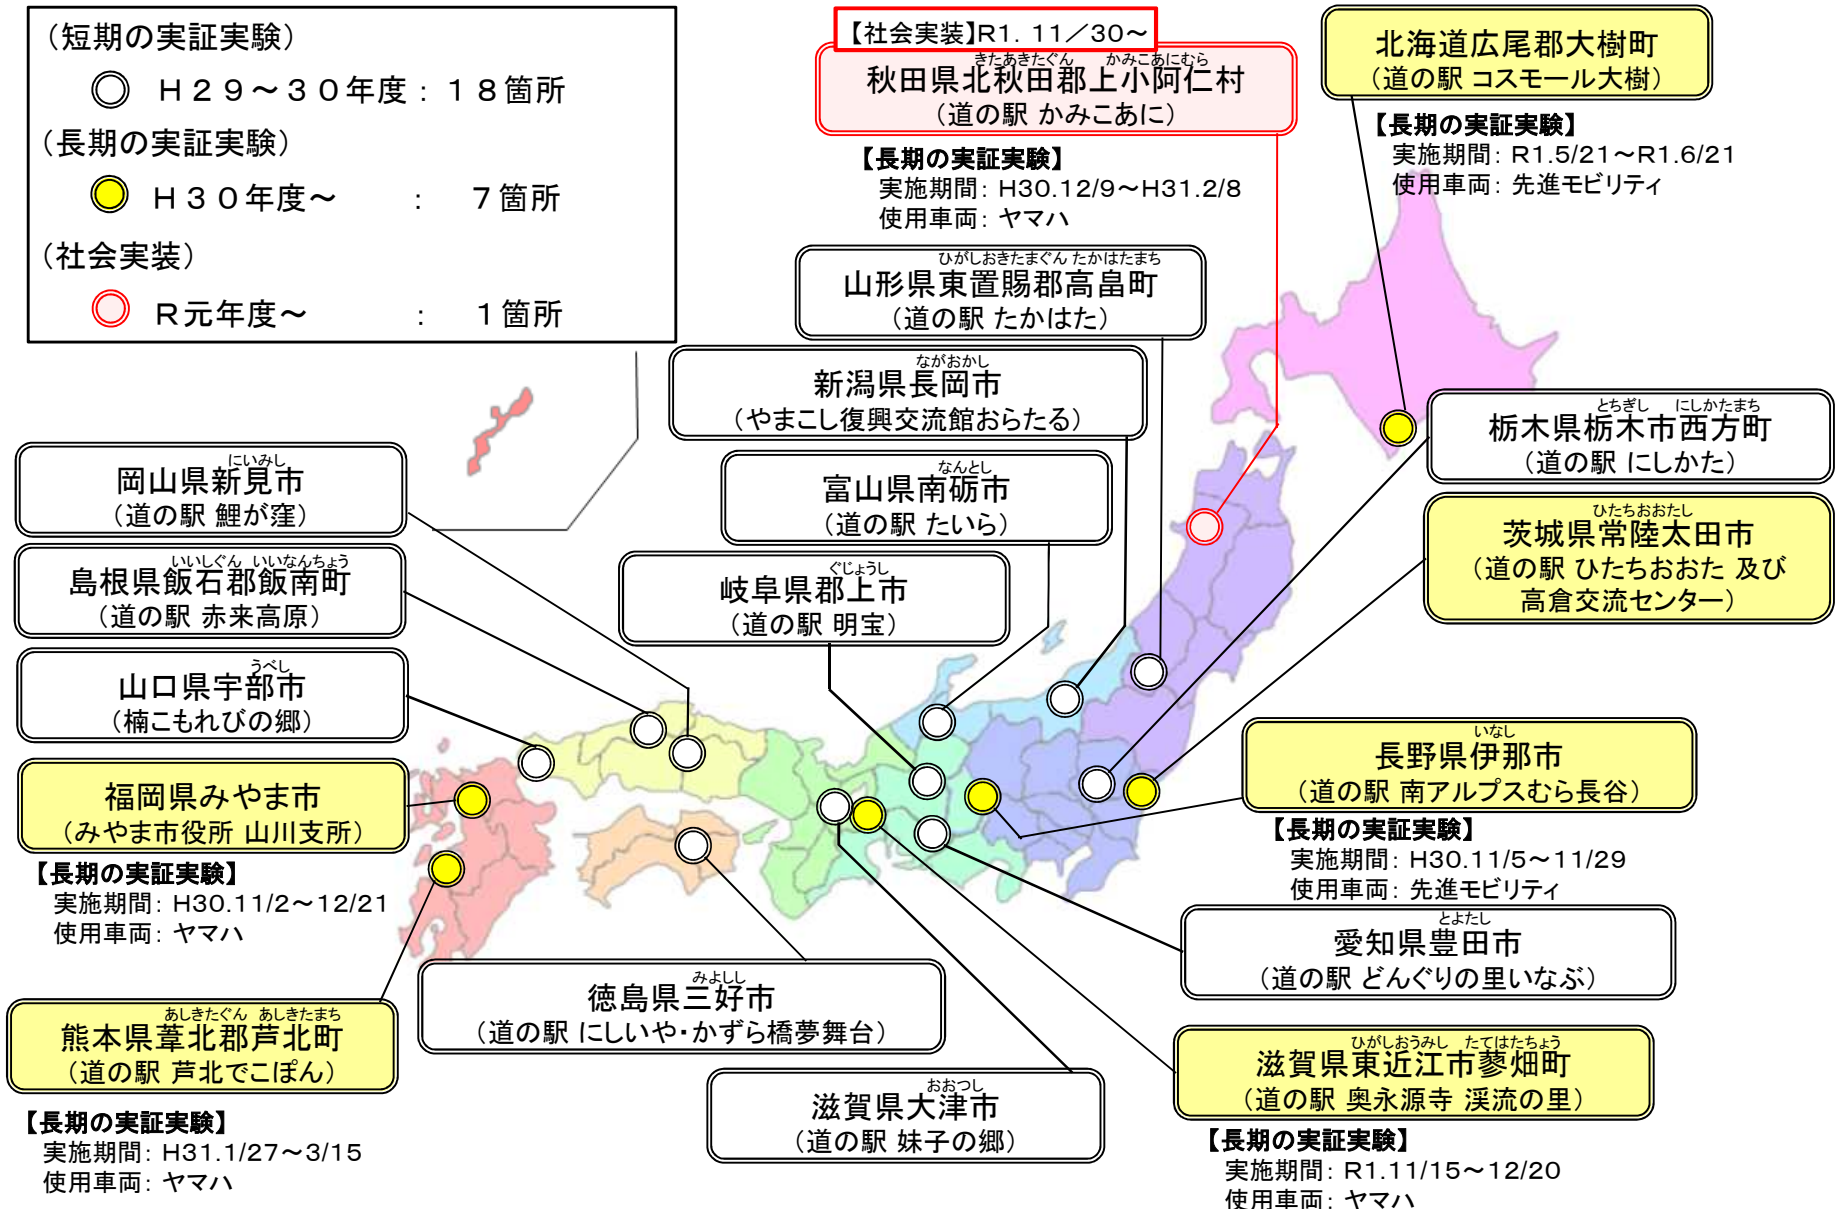 （短期の実証実験）
H29～30年度：18箇所
（長期の実証実験）
H30年度～　：　7箇所
（社会実装）
R元年度～　：　1箇所
【社会実装】R1. 11／30～
きたあきたぐん　かみこあにむら
秋田県北秋田郡上小阿仁村
（道の駅 かみこあに）
【長期の実証実験】
実施期間：H30.12/9～H31.2/8
使用車両：ヤマハ
北海道広尾郡大樹町
（道の駅 コスモール大樹）
【長期の実証実験】
実施期間：R1.5/21～R1.6/21
使用車両：先進モビリティ
ひがしおきたまぐん たかはたまち
山形県東置賜郡高畠町
（道の駅 たかはた）
ながおかし
新潟県長岡市
（やまこし復興交流館おらたる）
なんとし
富山県南砺市
（道の駅 たいら）
ぐじょうし
岐阜県郡上市
（道の駅 明宝）
とちぎし　にしかたまち
栃木県栃木市西方町
（道の駅 にしかた）
ひたちおおたし
茨城県常陸太田市
（道の駅 ひたちおおた 及び
高倉交流センター）
にいみし
岡山県新見市
（道の駅 鯉が窪）
いいしぐん いいなんちょう
島根県飯石郡飯南町
（道の駅 赤来高原）
うべし
山口県宇部市
（楠こもれびの郷）
福岡県みやま市
（みやま市役所 山川支所）
【長期の実証実験】
実施期間：H30.11/2～12/21
使用車両：ヤマハ
いなし
長野県伊那市
（道の駅 南アルプスむら長谷）
【長期の実証実験】
実施期間：H30.11/5～11/29
使用車両：先進モビリティ
とよたし
愛知県豊田市
（道の駅 どんぐりの里いなぶ）
みよしし
徳島県三好市
（道の駅 にしいや・かずら橋夢舞台）
あしきたぐん あしきたまち
熊本県葦北郡芦北町
（道の駅 芦北でこぽん）
【長期の実証実験】
実施期間：H31.1/27～3/15
使用車両：ヤマハ
おおつし
滋賀県大津市
（道の駅 妹子の郷）
ひがしおうみし　たてはたちょう
滋賀県東近江市蓼畑町
（道の駅 奥永源寺 渓流の里）
【長期の実証実験】
実施期間：R1.11/15～12/20
使用車両：ヤマハ